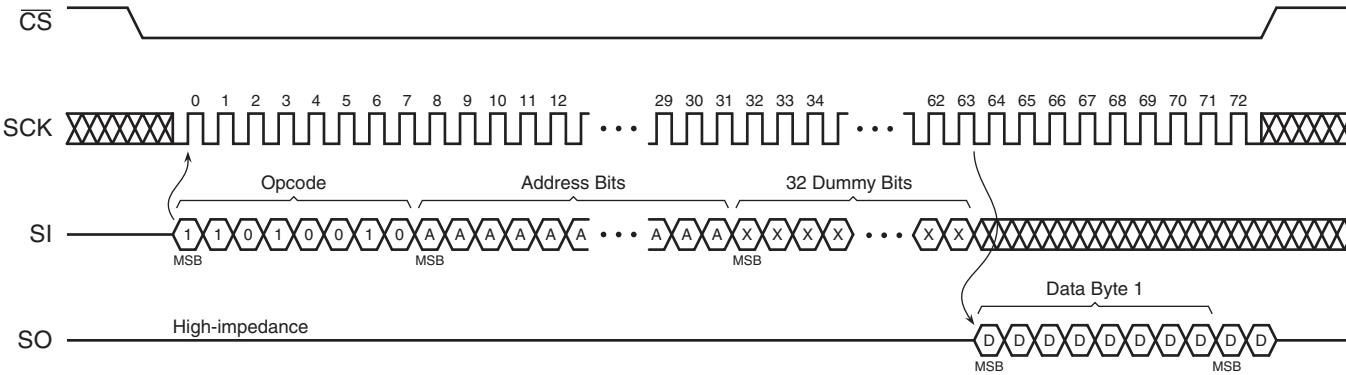 CS
SCK 0 1 2 3 4 5 6 7 8 9 10 11 12 • • • 29 30 31 32 33 34 • • • 62 63 64 65 66 67 68 69 70 71 72
Opcode Address Bits 32 Dummy Bits
SI 1 1 0 1 0 0 1 0 A A A A A A • • • A A A X X X X • • • X X
MSB MSB MSB
Data Byte 1
High-impedance
SO D D D D D D D D D D
MSB MSB